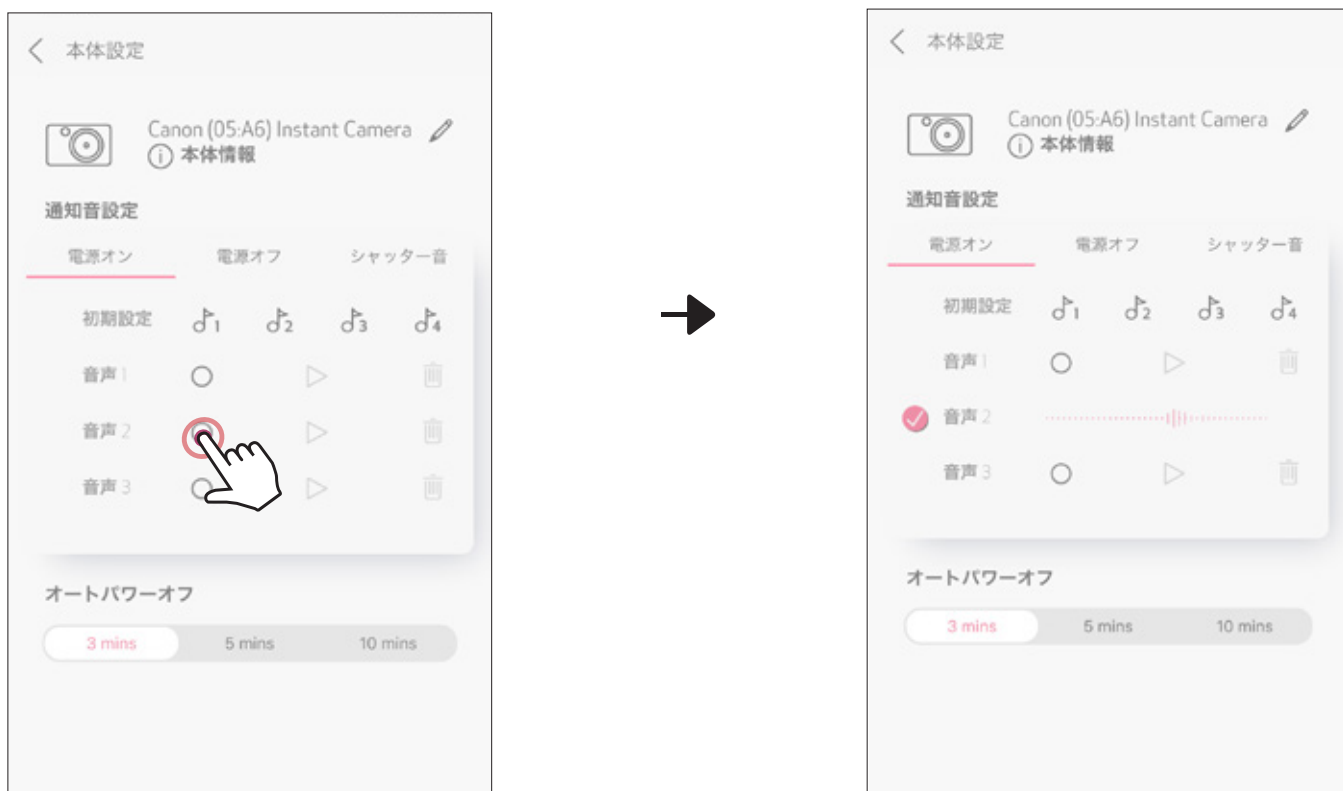 本体設定
Canon (05:A6) Instant Camera
本体情報
通知音設定
電源オン 電源オフ シャッター音
初期設定 1 2 3 4
音声 1
音声 2
音声 3
オートパワーオフ
3 mins 5 mins 10 mins
本体設定
Canon (05:A6) Instant Camera
本体情報
通知音設定
電源オン 電源オフ シャッター音
初期設定 1 2 3 4
音声 1
音声 2
音声 3
オートパワーオフ
3 mins 5 mins 10 mins